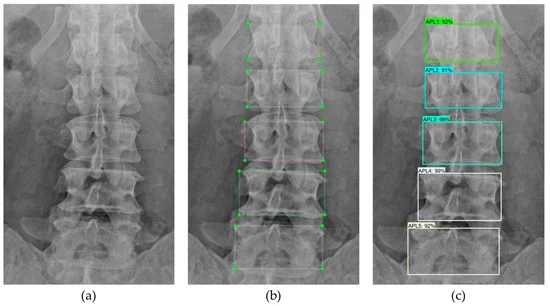 APL1: 92%
APL2: 91%
APL3: 98%
APL4: 99%
APL5: 92%
(a) (b) (c)